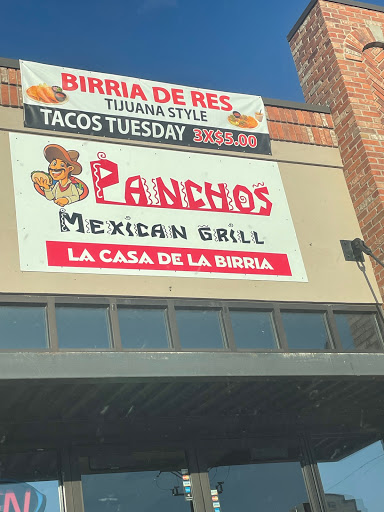 BIRRIA DE RES
TIJUANA STYLE
TACOS TUESDAY 3X$5.00
PANCHOS
MEXICAN GRILL
LA CASA DE LA BIRRIA